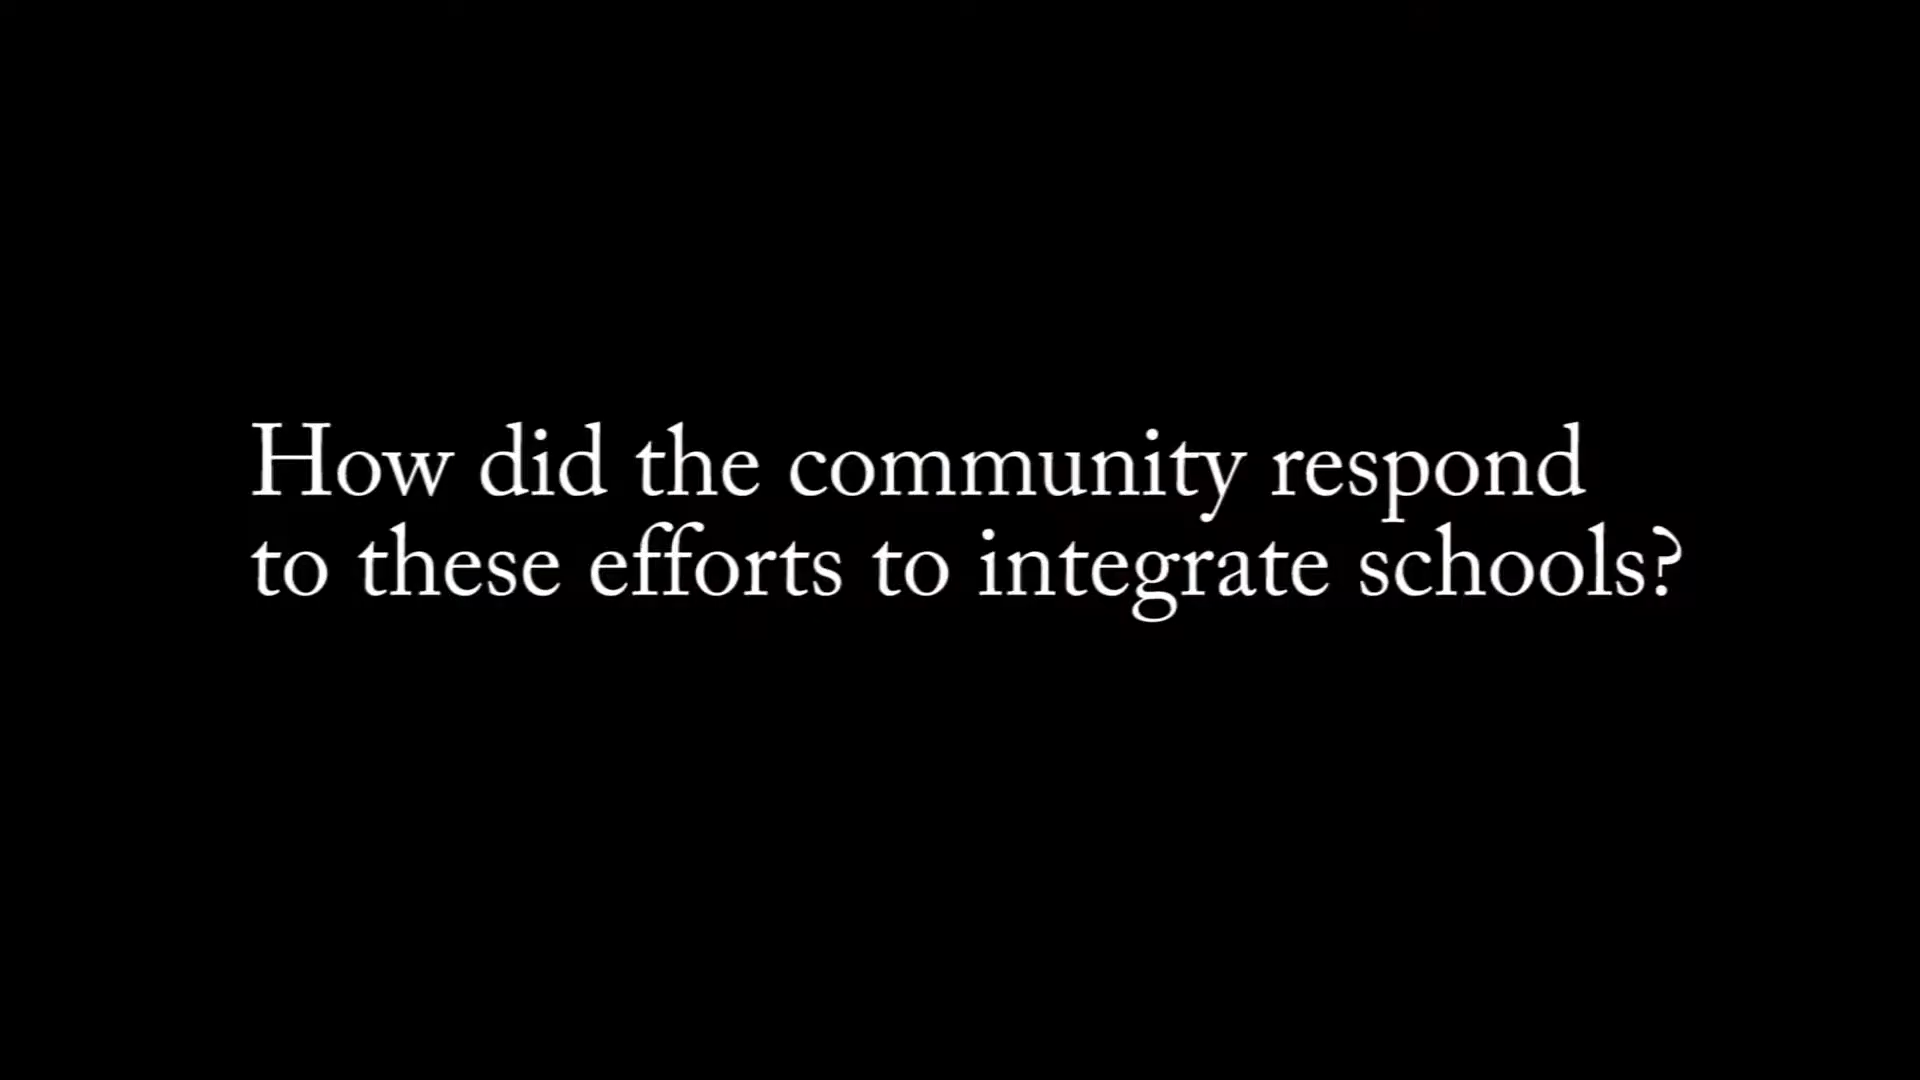 How did the community respond
to these efforts to integrate schools?